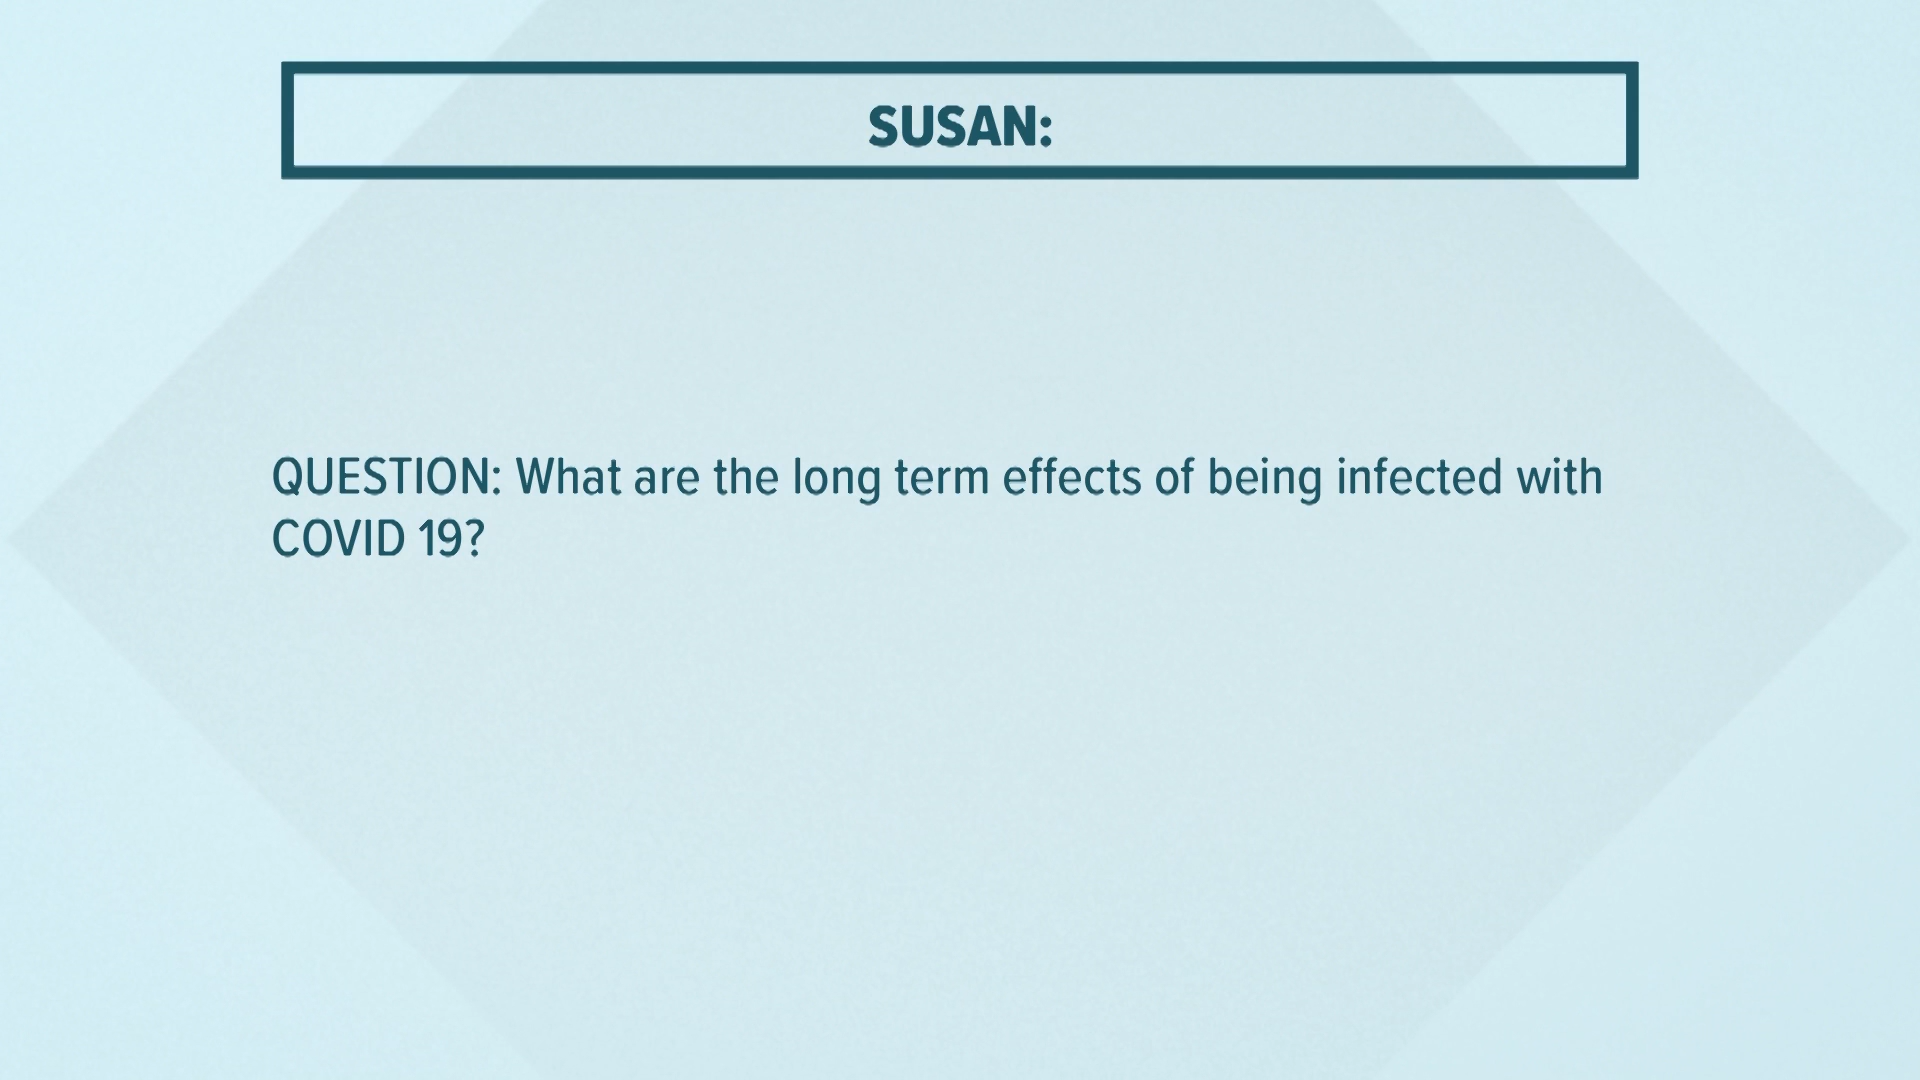 SUSAN:
QUESTION: What are the long term effects of being infected with
COVID 19?